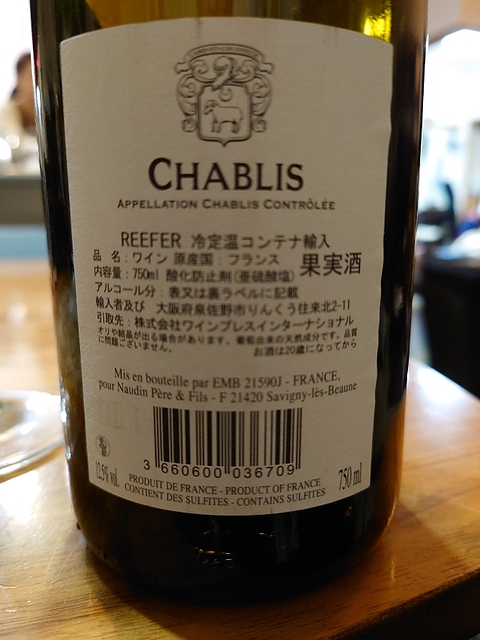 CHABLIS
APPELLATION CHABLIS CONTRÔLÉE
REEFER 冷定温コンテナ輸入
品 名：ワイン 原産国：フランス
内容量：750ml 酸化防止剤(亜硫酸塩) 果実酒
アルコール分：表又は裏ラベルに記載
輸入者及び 大阪府泉佐野市りんくう往来北2-11
引取先：株式会社ワインプレスインターナショナル
オリや結晶が出る場合があります。葡萄由来の天然成分です。品質
に問題ございません。 お酒は20歳になってから
Mis en bouteille par EMB 21590J - FRANCE,
pour Naudin Père & Fils - F 21420 Savigny-lès-Beaune
3 660600 036709
12.5% vol.
750 ml
PRODUIT DE FRANCE - PRODUCT OF FRANCE
CONTIENT DES SULFITES - CONTAINS SULFITES